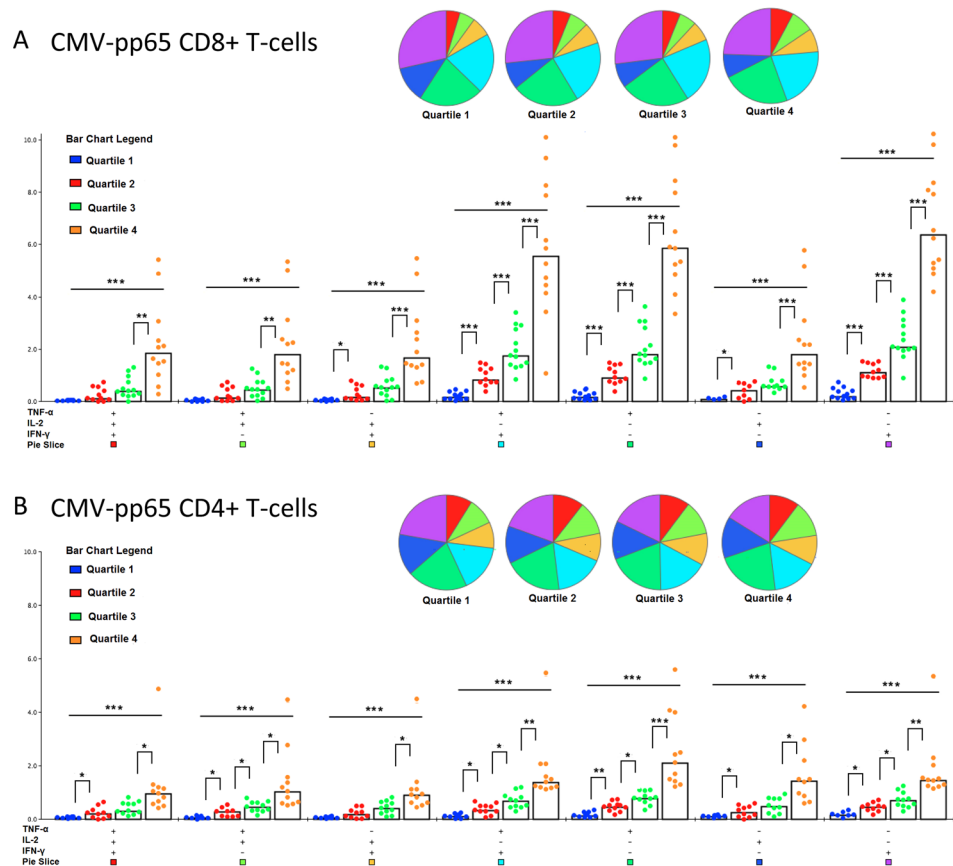 A CMV-pp65 CD8+ T-cells
Quartile 1 Quartile 2 Quartile 3 Quartile 4
Bar Chart Legend
Quartile 1
Quartile 2
Quartile 3
Quartile 4
10.0
8.0
6.0
4.0
2.0
0.0
*** **
*** **
*** * ***
*** *** *** ***
*** *** *** ***
*** * ***
*** *** *** ***
TNF-α + + - + + - -
IL-2 + + + - - + -
IFN-γ + - + + - - +
Pie Slice
B CMV-pp65 CD4+ T-cells
Quartile 1 Quartile 2 Quartile 3 Quartile 4
Bar Chart Legend
Quartile 1
Quartile 2
Quartile 3
Quartile 4
10.0
8.0
6.0
4.0
2.0
0.0
*** * *
*** * * *
*** *
*** * * **
*** ** * ***
*** * *
*** * * **
TNF-α + + - + + - -
IL-2 + + + - - + -
IFN-γ + - + + - - +
Pie Slice